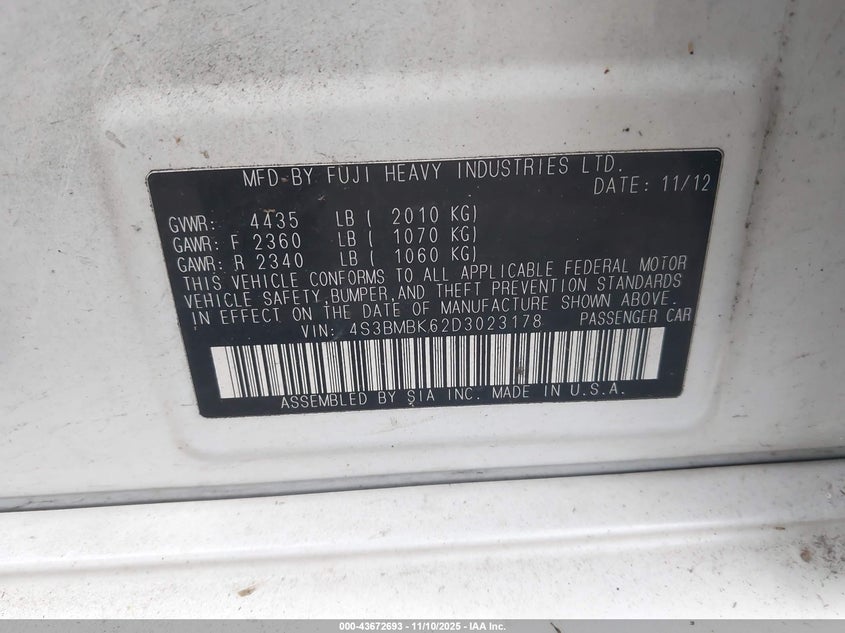 MFD-BY FUJI HEAVY INDUSTRIES LTD.
DATE: 11/12
GVWR: 4435 LB ( 2010 KG)
GAWR: F 2360 LB ( 1070 KG)
GAWR: R 2340 LB ( 1060 KG)
THIS VEHICLE CONFORMS TO ALL APPLICABLE FEDERAL MOTOR
VEHICLE SAFETY,BUMPER,AND THEFT PREVENTION STANDARDS
IN EFFECT ON THE DATE OF MANUFACTURE SHOWN ABOVE.
VIN: 4S3BMBK62D3023178 PASSENGER CAR
ASSEMBLED BY SIA INC. MADE IN U.S.A.
000-43672693 - 11/10/2025 - IAA Inc.